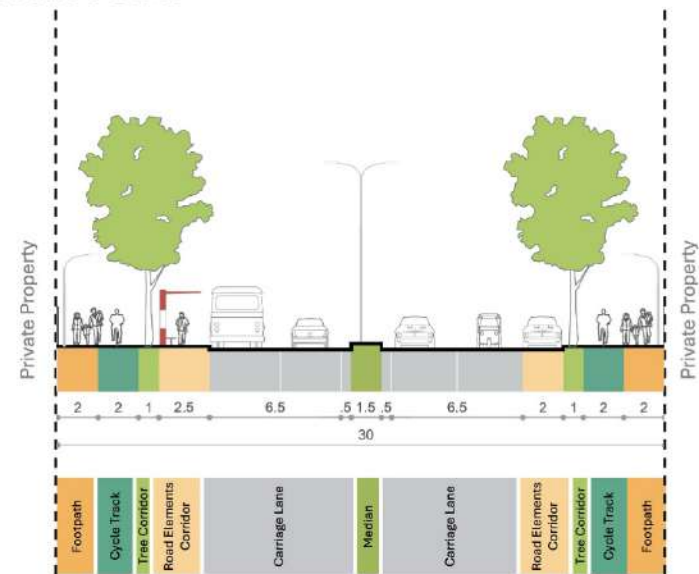 Private Property
Private Property
2 2 1 2.5 6.5 .5 1.5 .5 6.5 2 1 2 2
30
Footpath
Cycle Track
Tree Corridor
Road Elements
Corridor
Carriage Lane
Median
Carriage Lane
Road Elements
Corridor
Tree Corridor
Cycle Track
Footpath